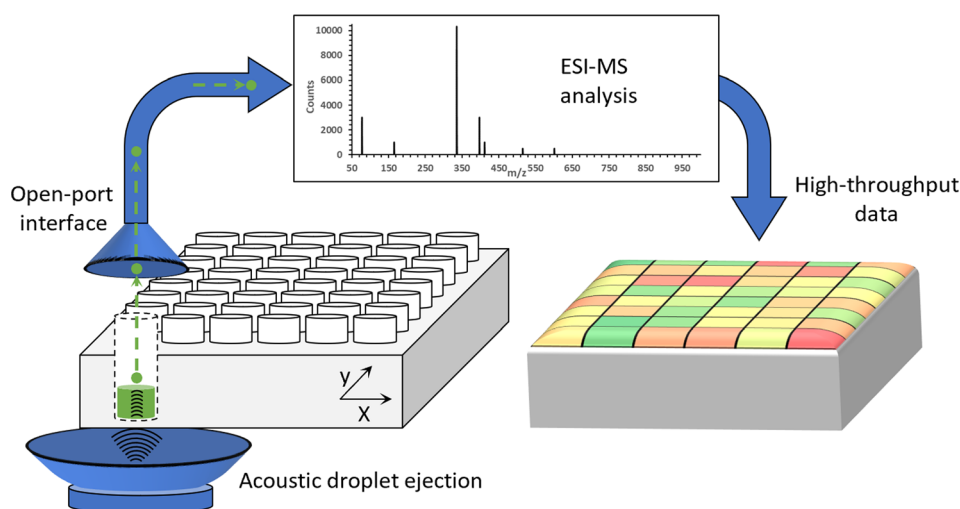 10000
8000
6000
4000
2000
0
Counts
50
150
250
350
450
550
650
750
850
950
m/z
ESI-MS
analysis
Open-port
interface
High-throughput
data
y
X
Acoustic droplet ejection